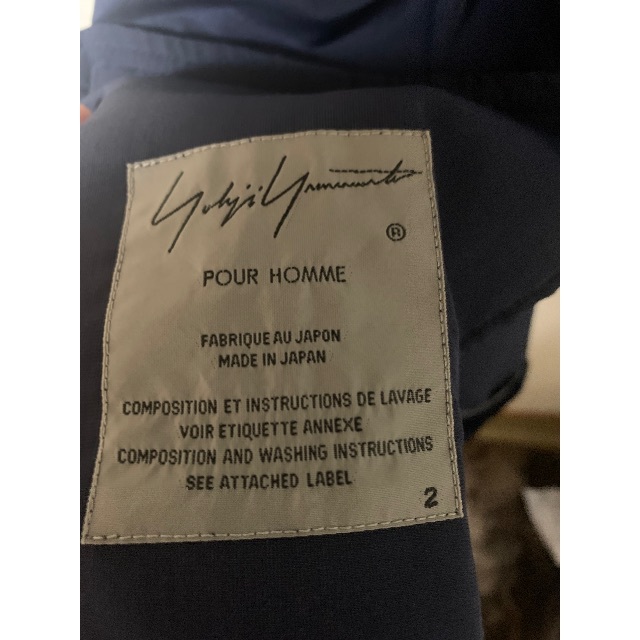 Yohji Yamamoto
®
POUR HOMME
FABRIQUE AU JAPON
MADE IN JAPAN
COMPOSITION ET INSTRUCTIONS DE LAVAGE
VOIR ETIQUETTE ANNEXE
COMPOSITION AND WASHING INSTRUCTIONS
SEE ATTACHED LABEL
2